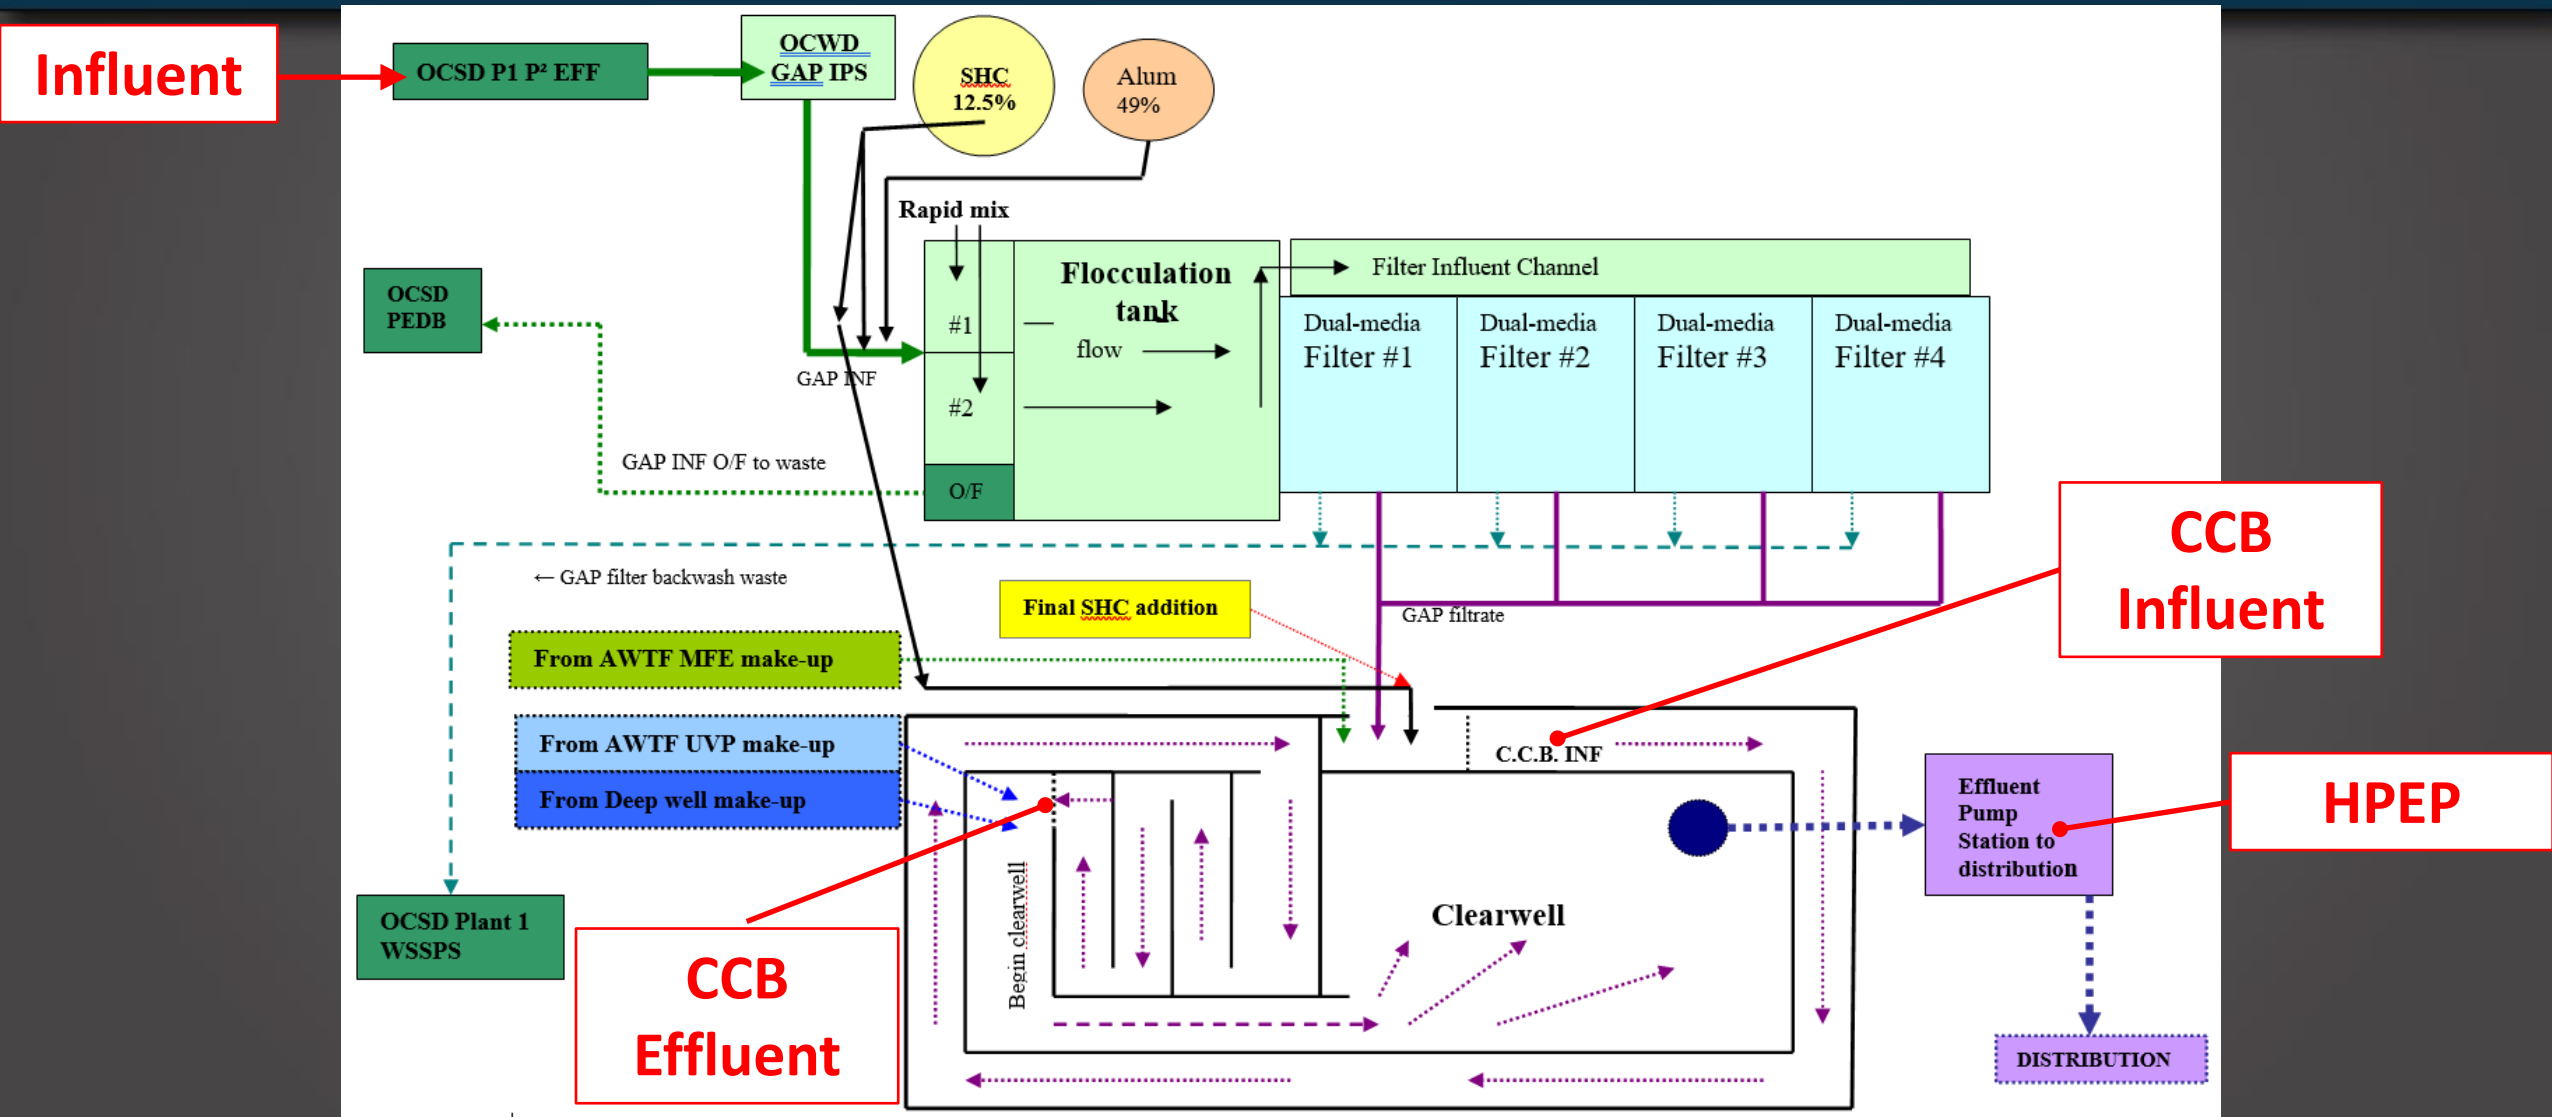 Influent
OCSD P1 P² EFF
OCWD
GAP IPS
SHC
12.5%
Alum
49%
Rapid mix
OCSD
PEDB
#1
#2
O/F
Flocculation
tank
flow
Filter Influent Channel
Dual-media
Filter #1
Dual-media
Filter #2
Dual-media
Filter #3
Dual-media
Filter #4
GAP INF
GAP INF O/F to waste
← GAP filter backwash waste
Final SHC addition
GAP filtrate
CCB
Influent
From AWTF MFE make-up
From AWTF UVP make-up
From Deep well make-up
C.C.B. INF
Effluent
Pump
Station to
distribution
HPEP
Begin clearwell
Clearwell
OCSD Plant 1
WSSPS
CCB
Effluent
DISTRIBUTION